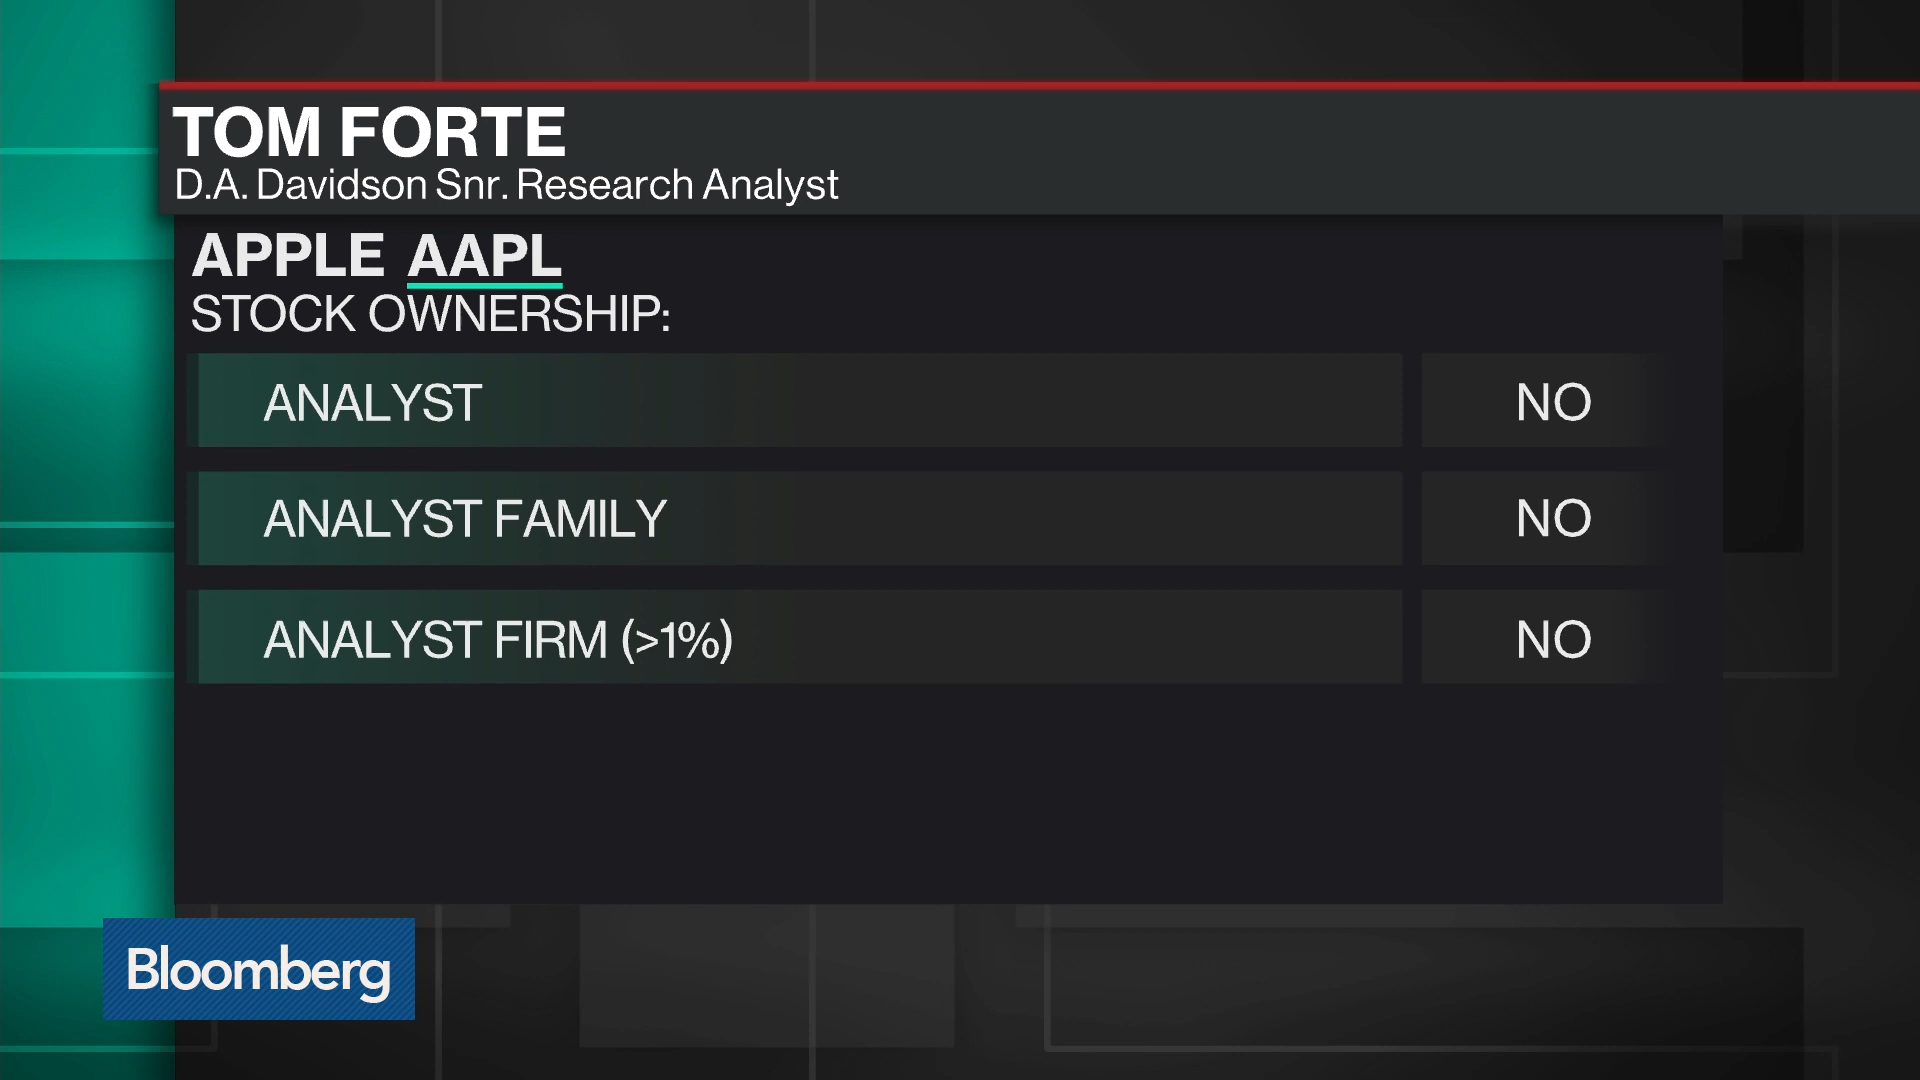 TOM FORTE
D.A. Davidson Snr. Research Analyst
APPLE AAPL
STOCK OWNERSHIP:
ANALYST NO
ANALYST FAMILY NO
ANALYST FIRM (>1%) NO
Bloomberg